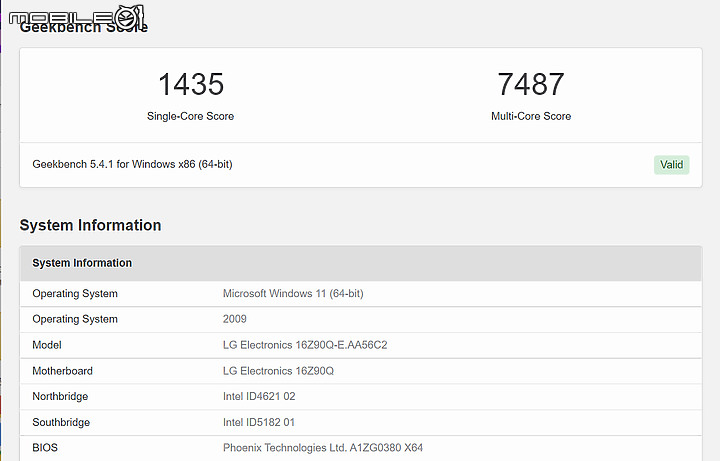 MOBILE01
Geekbench Score
1435 7487
Single-Core Score Multi-Core Score
Geekbench 5.4.1 for Windows x86 (64-bit) Valid
System Information
System Information
Operating System Microsoft Windows 11 (64-bit)
Operating System 2009
Model LG Electronics 16Z90Q-E.AA56C2
Motherboard LG Electronics 16Z90Q
Northbridge Intel ID4621 02
Southbridge Intel ID5182 01
BIOS Phoenix Technologies Ltd. A1ZG0380 X64